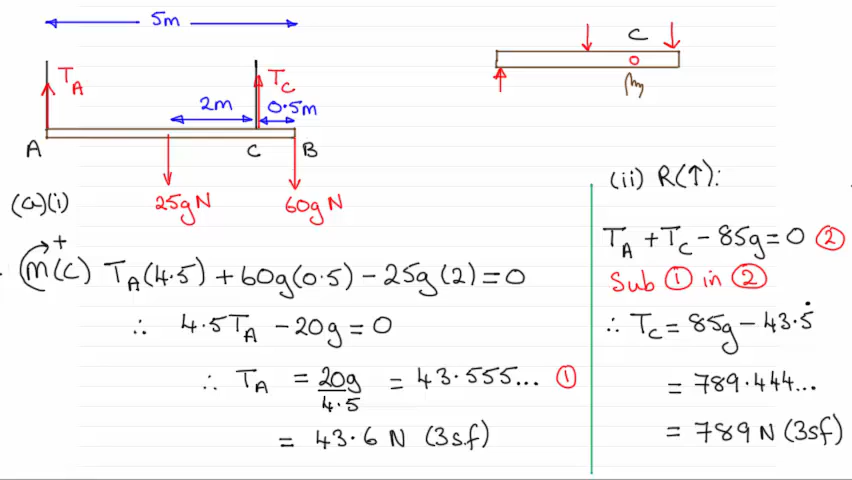 5m
T_A
T_C
2m
0.5m
A
C
B
25gN
60gN
C
(a)(i)
+
m(C) T_A(4.5) + 60g(0.5) - 25g(2) = 0
∴ 4.5T_A - 20g = 0
∴ T_A = 20g/4.5 = 43.555... ①
= 43.6 N (3sf)
(ii) R(↑):
T_A + T_C - 85g = 0 ②
Sub ① in ②
∴ T_C = 85g - 43.5̇
= 789.444...
= 789 N (3sf)